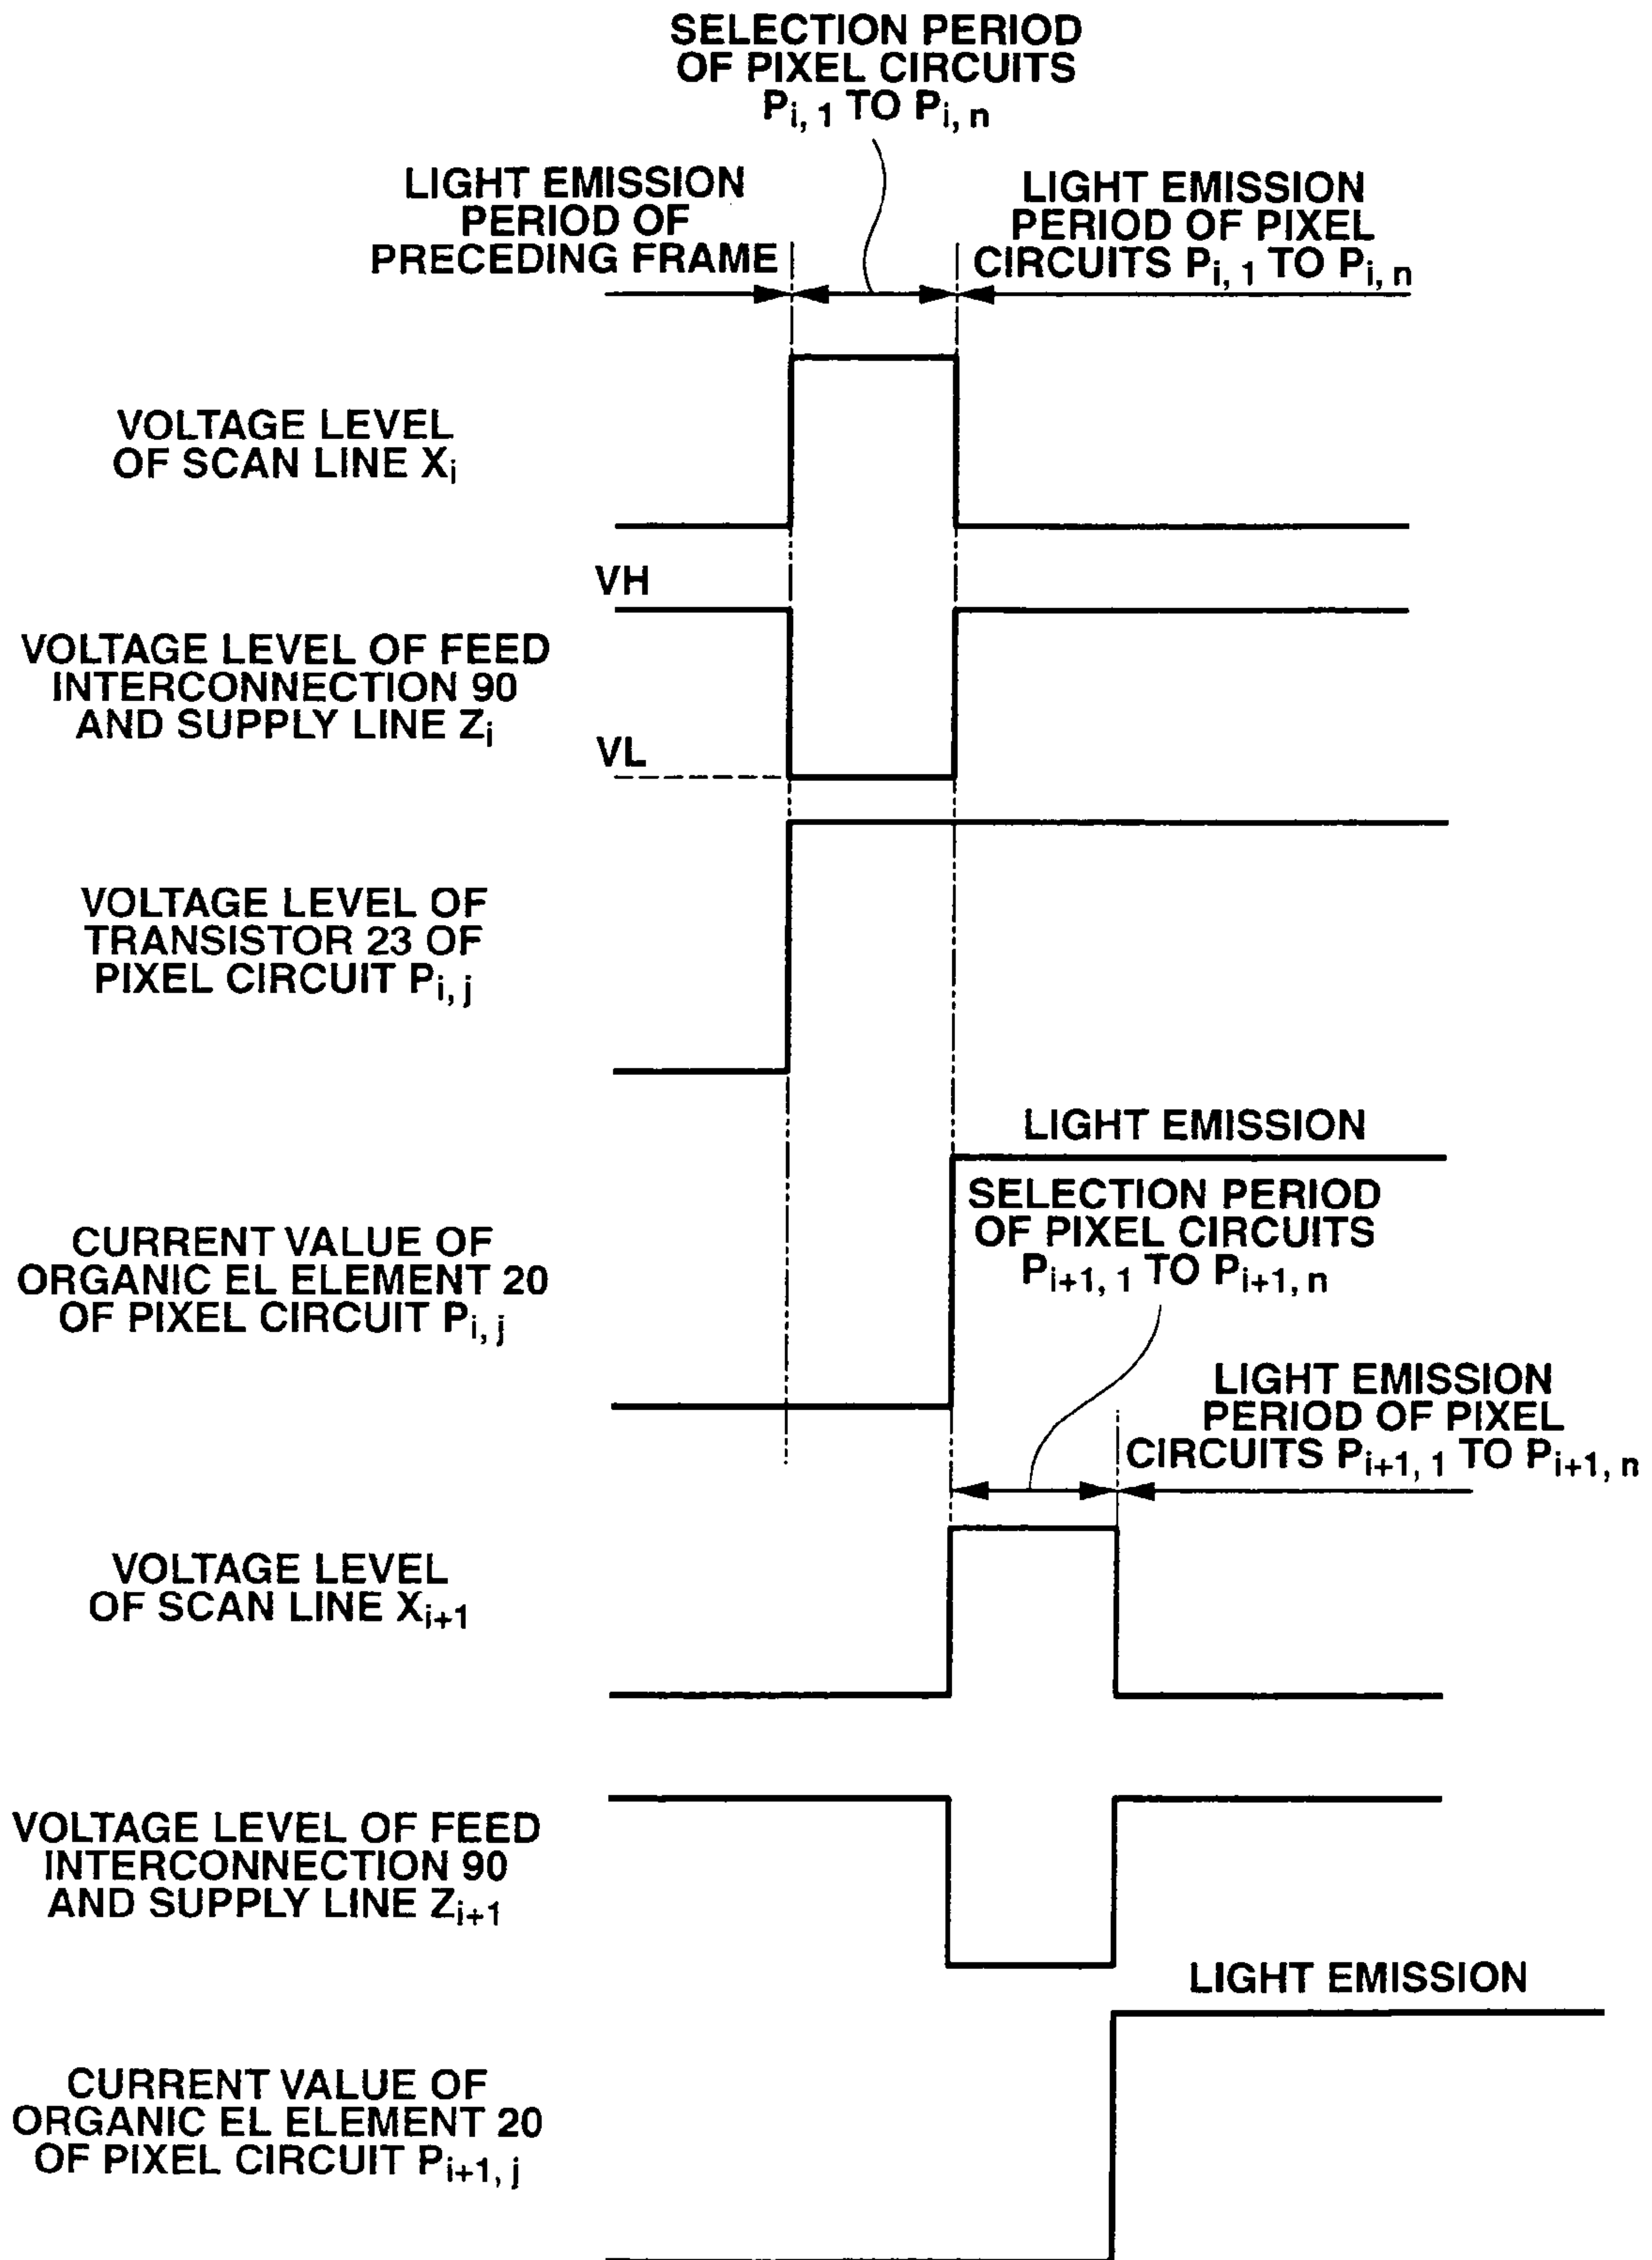 SELECTION PERIOD
OF PIXEL CIRCUITS
Pi, 1 TO Pi, n
LIGHT EMISSION
PERIOD OF
PRECEDING FRAME
LIGHT EMISSION
PERIOD OF PIXEL
CIRCUITS Pi, 1 TO Pi, n
VOLTAGE LEVEL
OF SCAN LINE Xi
VH
VOLTAGE LEVEL OF FEED
INTERCONNECTION 90
AND SUPPLY LINE Zi
VL
VOLTAGE LEVEL OF
TRANSISTOR 23 OF
PIXEL CIRCUIT Pi, j
LIGHT EMISSION
CURRENT VALUE OF
ORGANIC EL ELEMENT 20
OF PIXEL CIRCUIT Pi, j
SELECTION PERIOD
OF PIXEL CIRCUITS
Pi+1, 1 TO Pi+1, n
LIGHT EMISSION
PERIOD OF PIXEL
CIRCUITS Pi+1, 1 TO Pi+1, n
VOLTAGE LEVEL
OF SCAN LINE Xi+1
VOLTAGE LEVEL OF FEED
INTERCONNECTION 90
AND SUPPLY LINE Zi+1
LIGHT EMISSION
CURRENT VALUE OF
ORGANIC EL ELEMENT 20
OF PIXEL CIRCUIT Pi+1, j